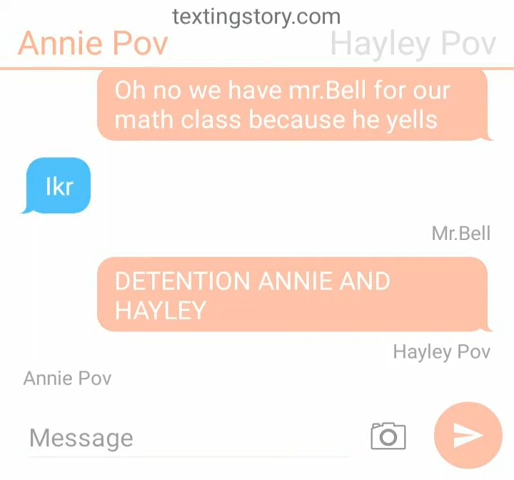 textingstory.com
Annie Pov
Hayley Pov
Oh no we have mr.Bell for our
math class because he yells
Ikr
Mr.Bell
DETENTION ANNIE AND
HAYLEY
Hayley Pov
Annie Pov
Message